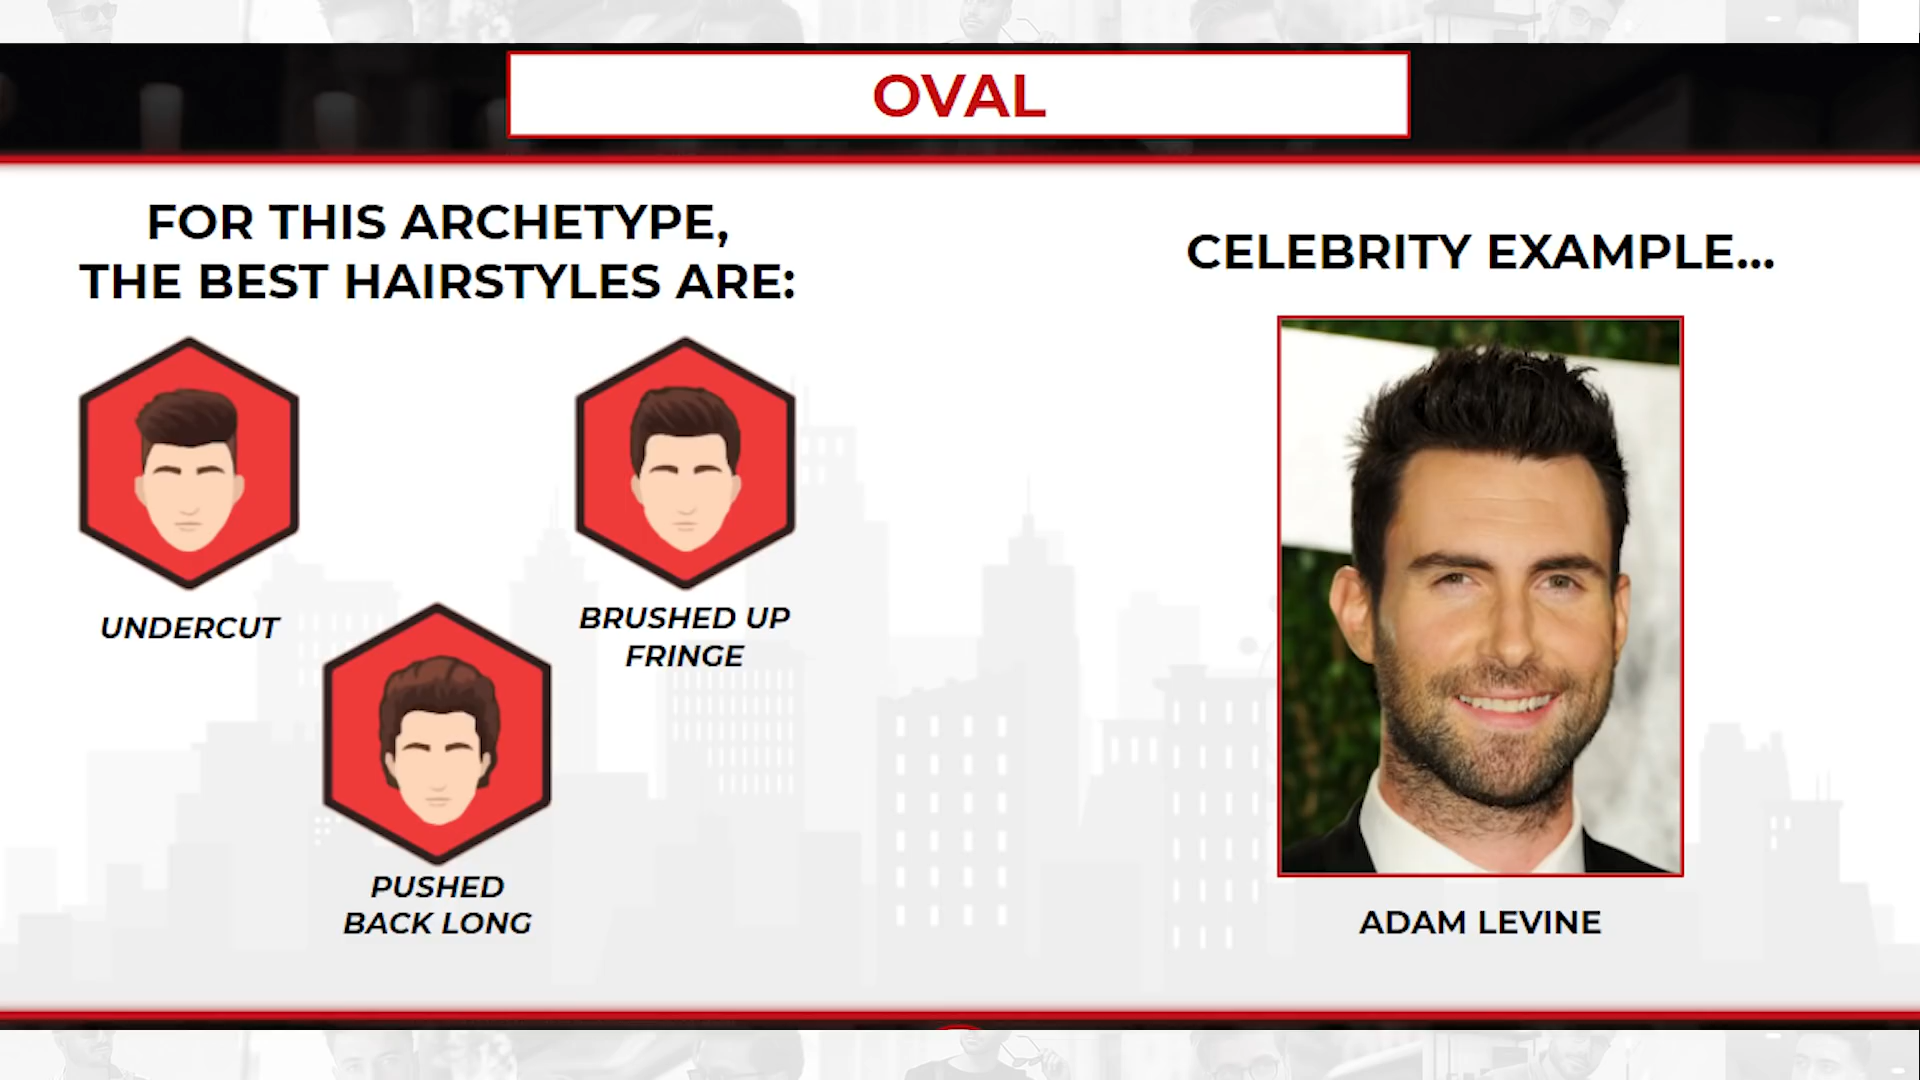 OVAL
FOR THIS ARCHETYPE,
THE BEST HAIRSTYLES ARE:
UNDERCUT
BRUSHED UP
FRINGE
PUSHED
BACK LONG
CELEBRITY EXAMPLE...
ADAM LEVINE